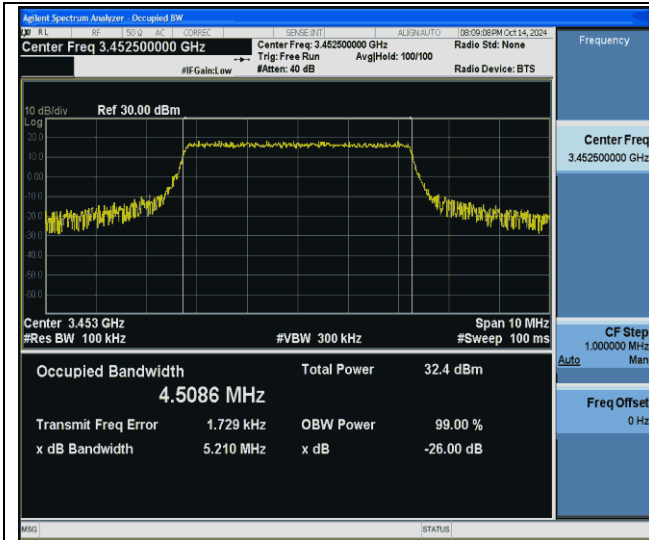 Agilent Spectrum Analyzer - Occupied BW
RL RF 50 Ω AC CORREC SENSE:INT ALIGNAUTO 08:09:08PM Oct 14, 2024
Center Freq 3.452500000 GHz
Center Freq: 3.452500000 GHz
Radio Std: None
Trig: Free Run Avg|Hold: 100/100
#IFGain:Low
#Atten: 40 dB
Radio Device: BTS
10 dB/div Ref 30.00 dBm
Log
20.0
10.0
0.00
-10.0
-20.0
-30.0
-40.0
-50.0
-60.0
Center 3.453 GHz
Span 10 MHz
#Res BW 100 kHz
#VBW 300 kHz
#Sweep 100 ms
Occupied Bandwidth
Total Power 32.4 dBm
4.5086 MHz
Transmit Freq Error 1.729 kHz
OBW Power 99.00 %
x dB Bandwidth 5.210 MHz
x dB -26.00 dB
MSG
STATUS
Frequency
Center Freq
3.452500000 GHz
CF Step
1.000000 MHz
Auto Man
Freq Offset
0 Hz